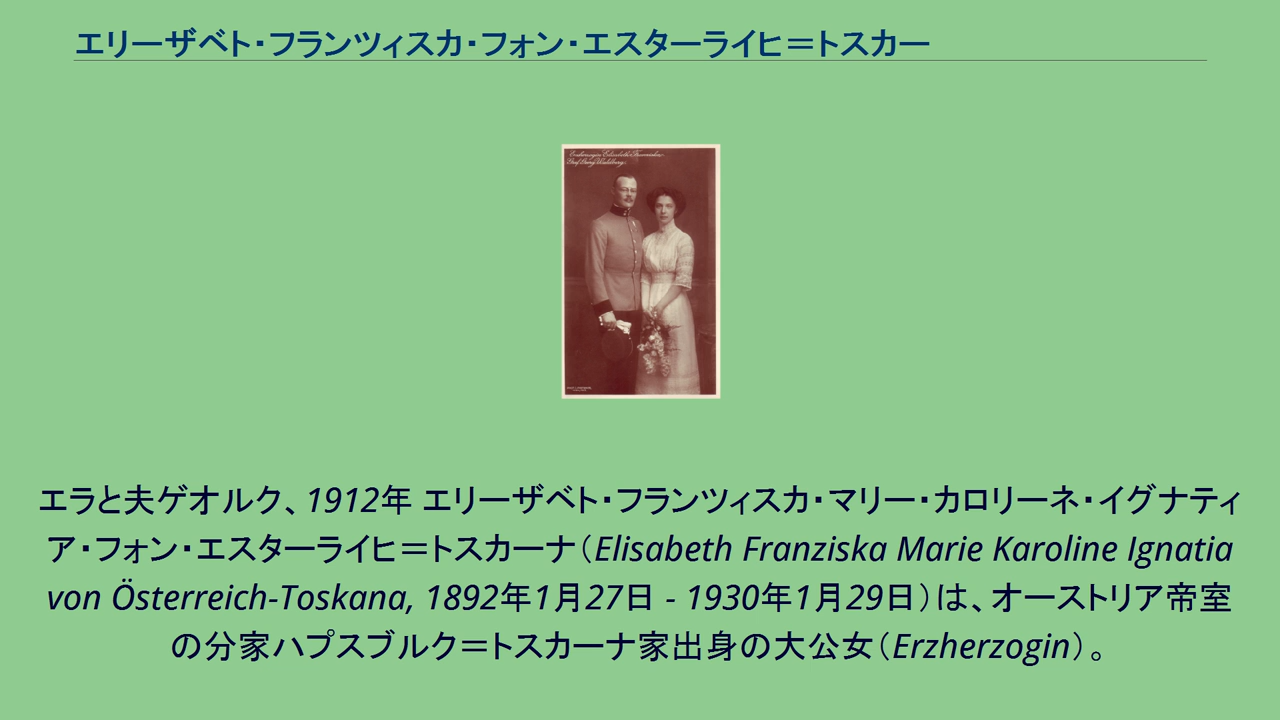 エリーザベト・フランツィスカ・フォン・エスターライヒ＝トスカー
Erzherzogin Elisabeth Franziska
Graf Georg Waldburg
エラと夫ゲオルク、1912年 エリーザベト・フランツィスカ・マリー・カロリーネ・イグナティ
ア・フォン・エスターライヒ＝トスカーナ（Elisabeth Franziska Marie Karoline Ignatia
von Österreich-Toskana, 1892年1月27日 - 1930年1月29日）は、オーストリア帝室
の分家ハプスブルク＝トスカーナ家出身の大公女（Erzherzogin）。